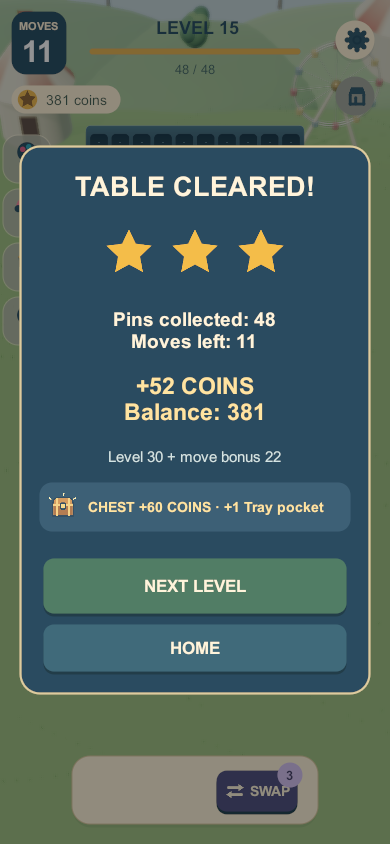 MOVES
11
LEVEL 15
48 / 48
381 coins
TABLE CLEARED!
Pins collected: 48
Moves left: 11
+52 COINS
Balance: 381
Level 30 + move bonus 22
CHEST +60 COINS · +1 Tray pocket
NEXT LEVEL
HOME
3
SWAP